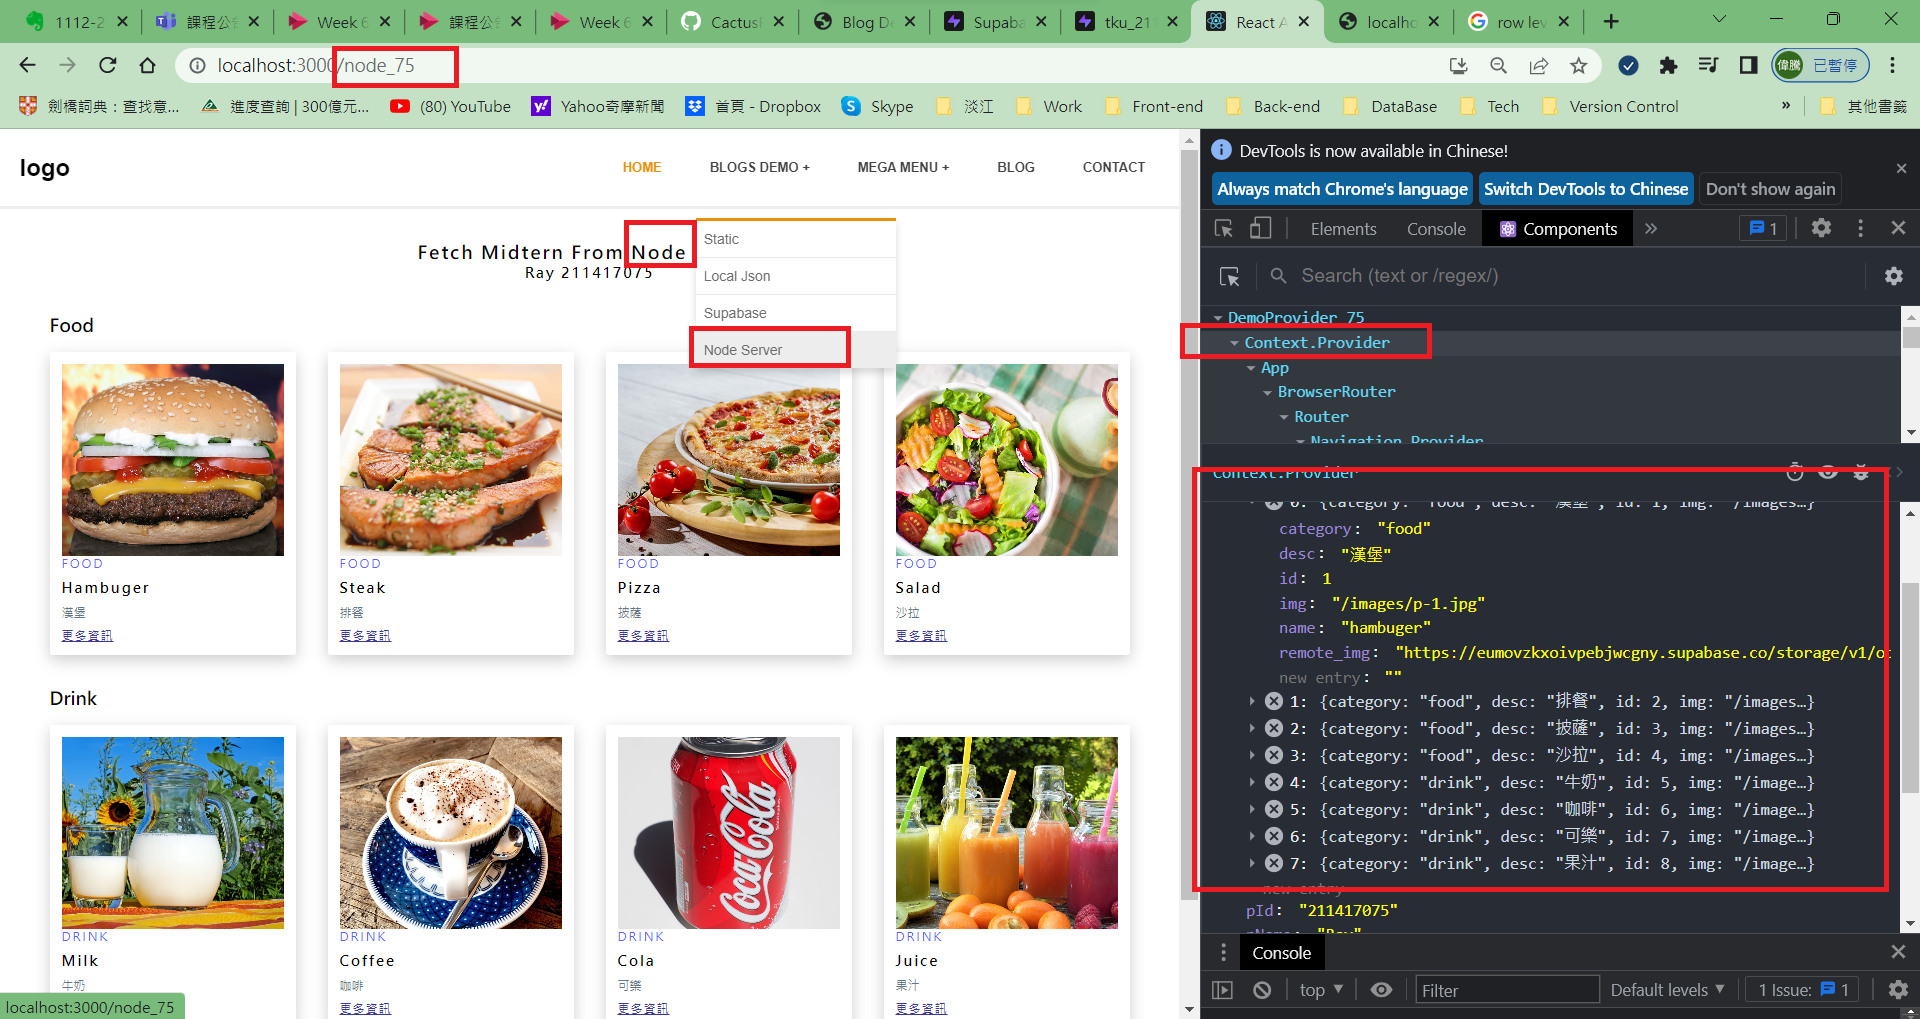 1112-2
課程公告
Week 6
課程公告
Week 6
Cactus
Blog De
Supaba
tku_21
React A
localho
row lev
localhost:3000/node_75
偉騰
已暫停
劍橋詞典：查找意...
進度查詢 | 300億元...
(80) YouTube
Yahoo奇摩新聞
首頁 - Dropbox
Skype
淡江
Work
Front-end
Back-end
DataBase
Tech
Version Control
»
其他書籤
logo
HOME
BLOGS DEMO +
MEGA MENU +
BLOG
CONTACT
Fetch Midtern From Node
Ray 211417075
Static
Local Json
Supabase
Node Server
Food
FOOD
Hambuger
漢堡
更多資訊
FOOD
Steak
排餐
更多資訊
FOOD
Pizza
披薩
更多資訊
FOOD
Salad
沙拉
更多資訊
Drink
Coca-Cola
DRINK
Milk
牛奶
DRINK
Coffee
咖啡
更多資訊
DRINK
Cola
可樂
更多資訊
DRINK
Juice
果汁
更多資訊
localhost:3000/node_75
DevTools is now available in Chinese!
Always match Chrome's language
Switch DevTools to Chinese
Don't show again
Elements
Console
Components
»
1
Search (text or /regex/)
DemoProvider_75
Context.Provider
App
BrowserRouter
Router
Navigation.Provider
Context.Provider
0: {category: "food", desc: "漢堡", id: 1, img: "/images…}
category: "food"
desc: "漢堡"
id: 1
img: "/images/p-1.jpg"
name: "hambuger"
remote_img: "https://eumovzkxoivpebjwcgny.supabase.co/storage/v1/o
new entry: ""
1: {category: "food", desc: "排餐", id: 2, img: "/images…}
2: {category: "food", desc: "披薩", id: 3, img: "/images…}
3: {category: "food", desc: "沙拉", id: 4, img: "/images…}
4: {category: "drink", desc: "牛奶", id: 5, img: "/image…}
5: {category: "drink", desc: "咖啡", id: 6, img: "/image…}
6: {category: "drink", desc: "可樂", id: 7, img: "/image…}
7: {category: "drink", desc: "果汁", id: 8, img: "/image…}
new entry
pId: "211417075"
pName: "Ray"
Console
top
Filter
Default levels
1 Issue:
1